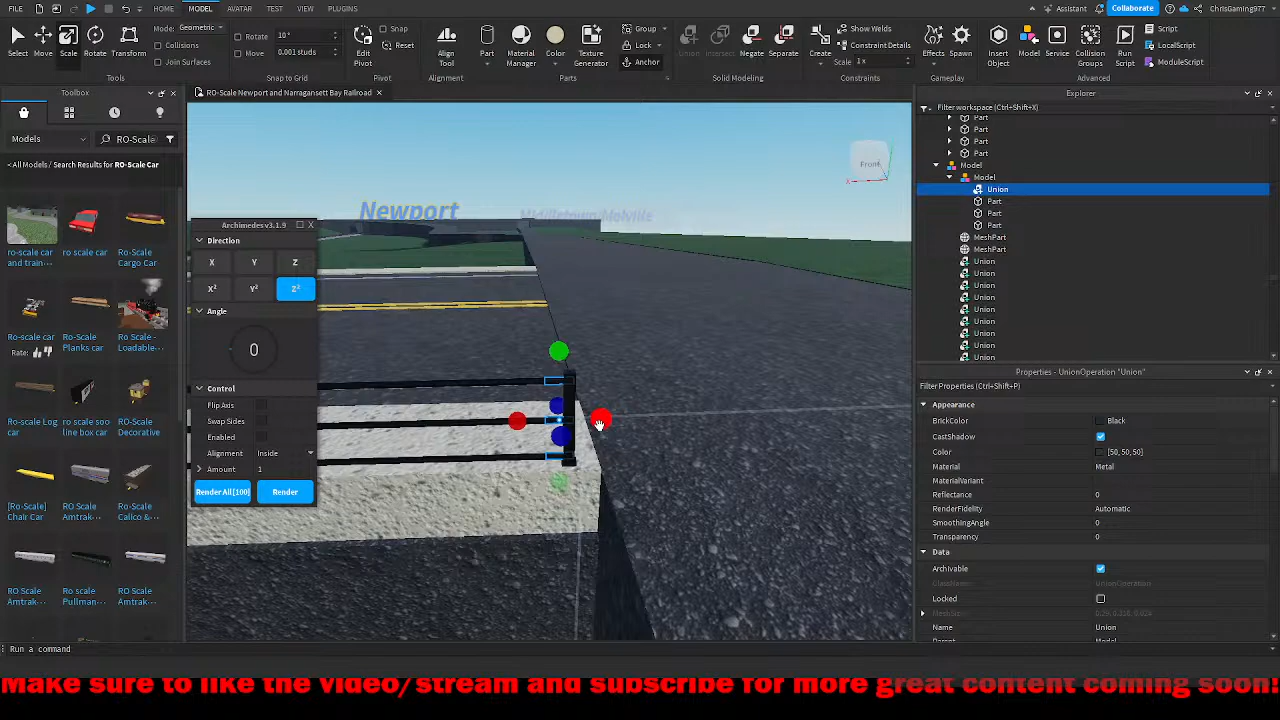 FILE HOME MODEL AVATAR TEST VIEW PLUGINS Assistant Collaborate ChrisGaming977
Select Move Scale Rotate Transform
Mode: Geometric
Collisions
Join Surfaces
Tools
Rotate 10°
Move 0.001 studs
Snap to Grid
Edit Pivot
Snap
Reset
Pivot
Align Tool
Alignment
Part Material Manager Color Texture Generator
Group
Lock
Anchor
Parts
Union Intersect Negate Separate
Solid Modeling
Create
Show Welds
Constraint Details
Scale 1x
Constraints
Effects Spawn
Gameplay
Insert Object Model Service Collision Groups Run Script
Script
LocalScript
ModuleScript
Advanced
Toolbox
RO-Scale Newport and Narragansett Bay Railroad
Models RO-Scale
<All Models / Search Results for RO-Scale Car
ro-scale car and train···
ro scale car
Ro-Scale Cargo Car
Ro-scale car
Rate:
Ro-Scale Planks car
Ro Scale - Loadable···
Ro-Scale Log car
ro scale soo line box car
Ro-Scale Decorative
[Ro-Scale] Chair Car
RO Scale Amtrak···
RO Scale Calico &···
RO Scale Amtrak···
Ro scale Pullman···
RO Scale Amtrak···
Newport
Middletown/Melville
Front
X
Archimedes v3.1.9
Direction
X Y Z
X² Y² Z²
Angle
0
Control
Flip Axis
Swap Sides
Enabled
Alignment Inside
Amount 1
Render All [100] Render
Explorer
Filter workspace (Ctrl+Shift+X)
Part
Part
Part
Part
Model
Model
Union
Part
Part
Part
MeshPart
MeshPart
Union
Union
Union
Union
Union
Union
Union
Union
Union
Properties - UnionOperation "Union"
Filter Properties (Ctrl+Shift+P)
Appearance
BrickColor Black
CastShadow
Color [50, 50, 50]
Material Metal
MaterialVariant
Reflectance 0
RenderFidelity Automatic
SmoothingAngle 0
Transparency 0
Data
Archivable
ClassName UnionOperation
Locked
Name Union
Parent Model
Run a command
Make sure to like the video/stream and subscribe for more great content coming soon!